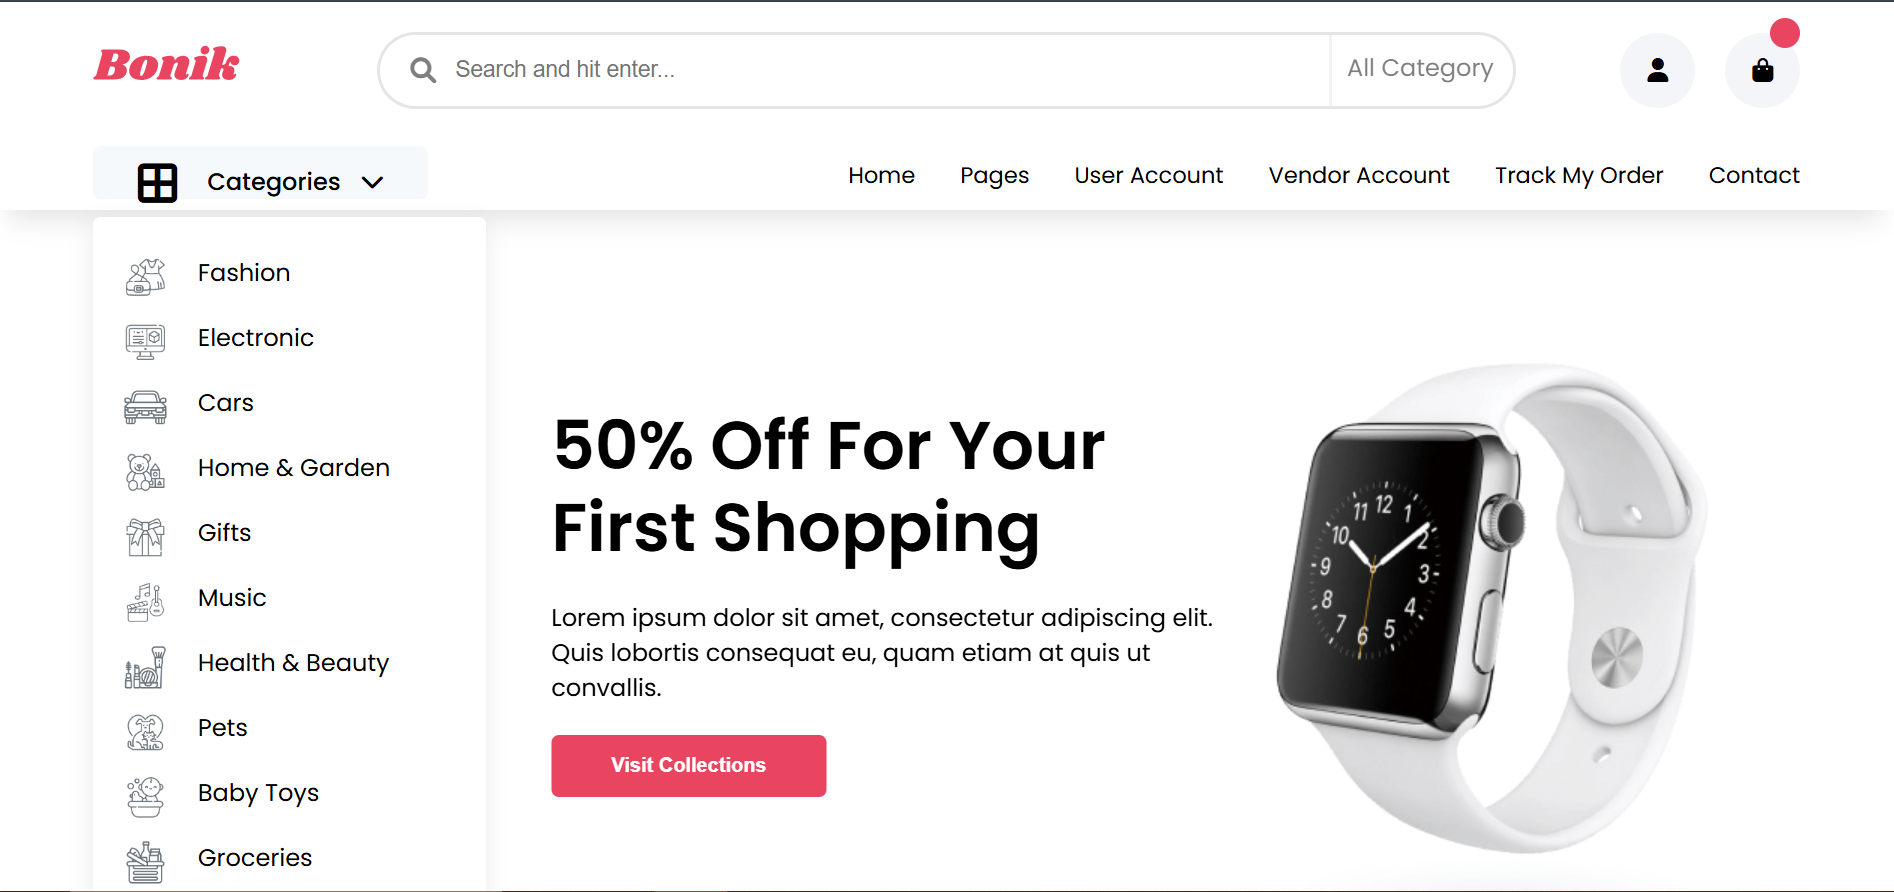 Bonik
Search and hit enter...
All Category
Categories
Home
Pages
User Account
Vendor Account
Track My Order
Contact
Fashion
Electronic
Cars
Home & Garden
Gifts
Music
Health & Beauty
Pets
Baby Toys
Groceries
50% Off For Your
First Shopping
Lorem ipsum dolor sit amet, consectetur adipiscing elit.
Quis lobortis consequat eu, quam etiam at quis ut
convallis.
Visit Collections
12
1
2
3
4
5
6
7
8
9
10
11